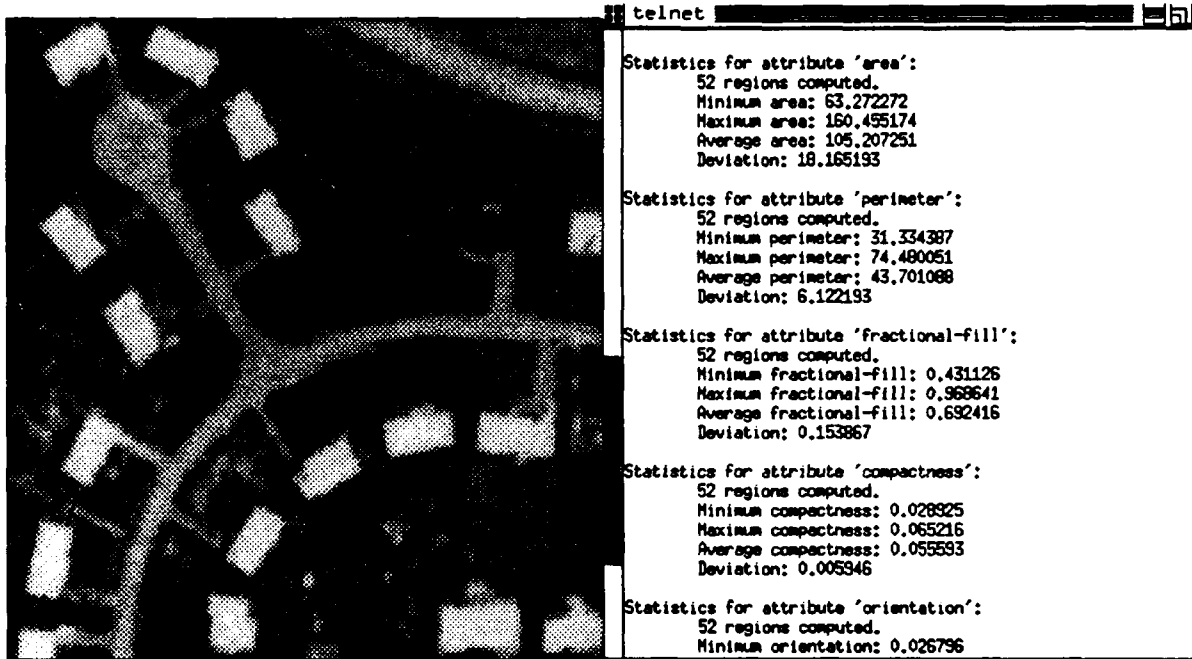 telnet
Statistics for attribute 'area':
52 regions computed.
Minimum area: 63.272272
Maximum area: 160.455174
Average area: 105.207251
Deviation: 18.165193
Statistics for attribute 'perimeter':
52 regions computed.
Minimum perimeter: 31.334387
Maximum perimeter: 74.480051
Average perimeter: 43.701088
Deviation: 6.122193
Statistics for attribute 'fractional-fill':
52 regions computed.
Minimum fractional-fill: 0.431126
Maximum fractional-fill: 0.968641
Average fractional-fill: 0.692416
Deviation: 0.153867
Statistics for attribute 'compactness':
52 regions computed.
Minimum compactness: 0.028925
Maximum compactness: 0.065216
Average compactness: 0.055593
Deviation: 0.005946
Statistics for attribute 'orientation':
52 regions computed.
Minimum orientation: 0.026796